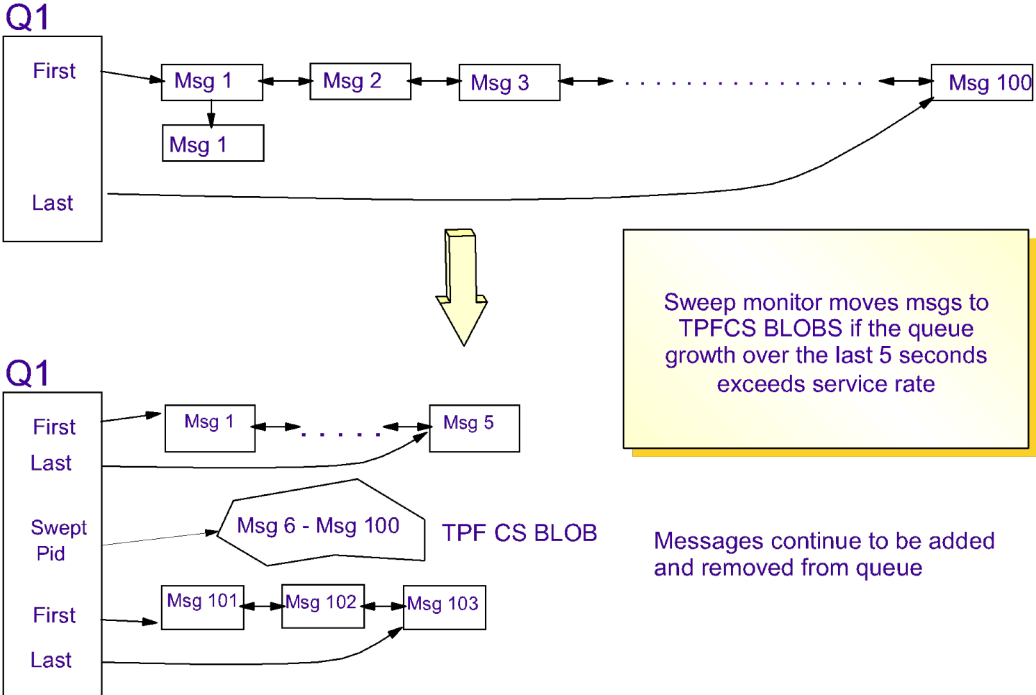 Q1
First
Msg 1
Msg 2
Msg 3
Msg 100
Msg 1
Last
Sweep monitor moves msgs to
TPFCS BLOBS if the queue
growth over the last 5 seconds
exceeds service rate
Q1
First
Msg 1
Msg 5
Last
Swept
Pid
Msg 6 - Msg 100
TPF CS BLOB
Messages continue to be added
and removed from queue
First
Msg 101
Msg 102
Msg 103
Last